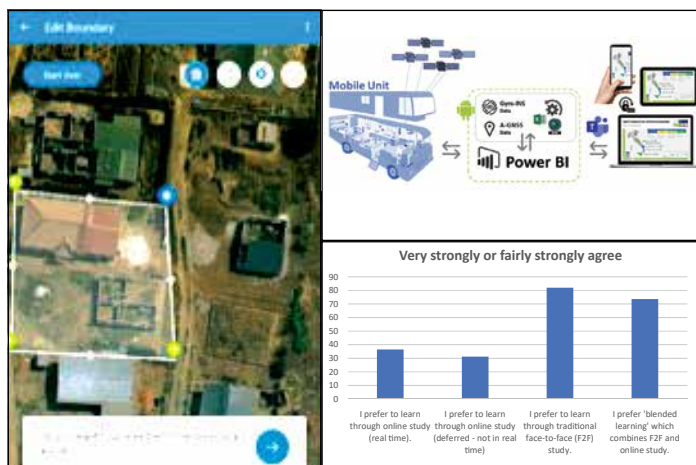 Edit Boundary
Start over
Mobile Unit
Gyro-INS
Data
A-GNSS
Data
Power BI
Very strongly or fairly strongly agree
90
80
70
60
50
40
30
20
10
0
I prefer to learn
through online study
(real time).
I prefer to learn
through online study
(deferred - not in real
time)
I prefer to learn
through traditional
face-to-face (F2F)
study.
I prefer 'blended
learning' which
combines F2F and
online study.